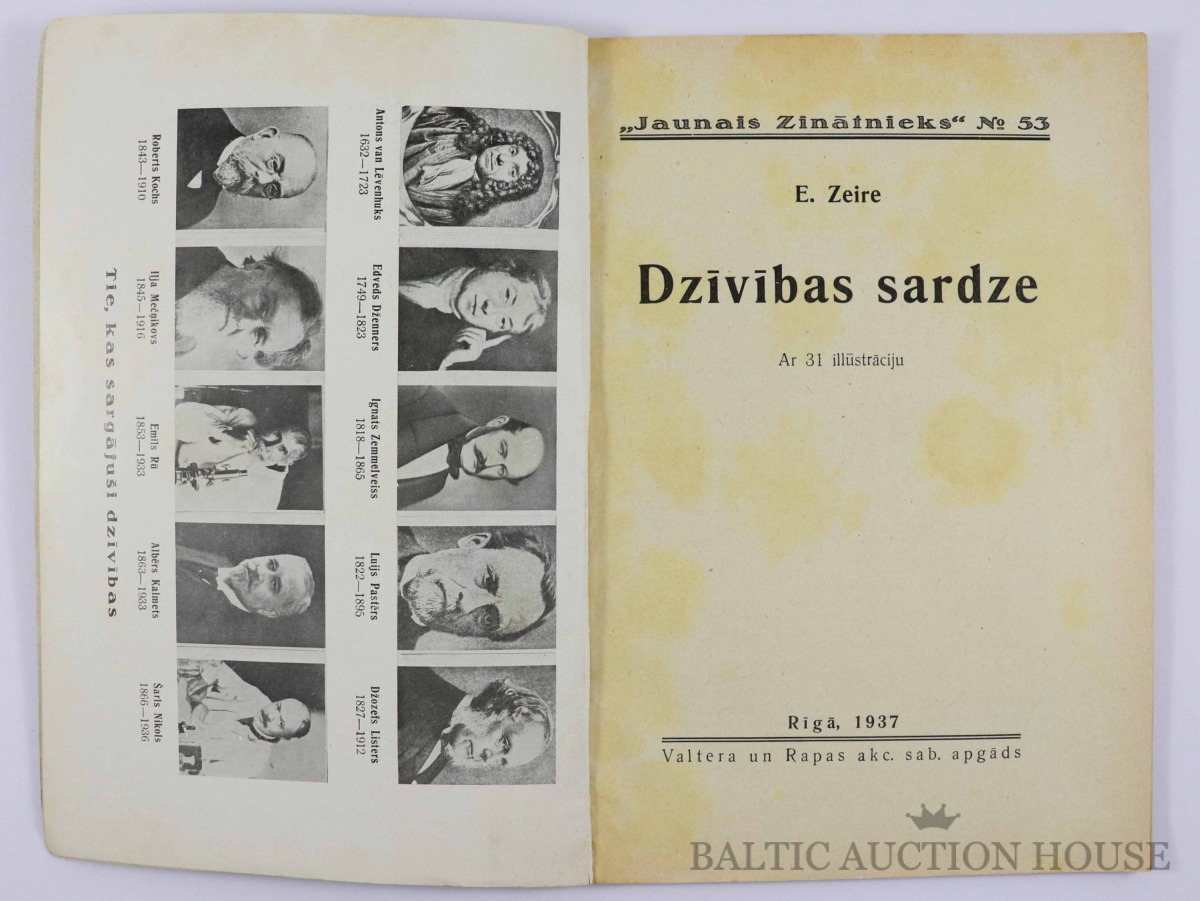 Antons van Lēvenhuks
1632—1723
Edveds Dženners
1749—1823
Ignats Zemmelveiss
1818—1865
Luijs Pastērs
1822—1895
Džozefs Listers
1827—1912
Roberts Kochs
1843—1910
Iļja Mečņikovs
1845—1916
Emīls Rū
1853—1933
Albērs Kalmets
1863—1933
Šarls Nikols
1866—1936
Tie, kas sargājuši dzīvības
„Jaunais Zinātnieks“ № 53
E. Zeire
Dzīvības sardze
Ar 31 illūstrāciju
Rīgā, 1937
Valtera un Rapas akc. sab. apgāds
BALTIC AUCTION HOUSE